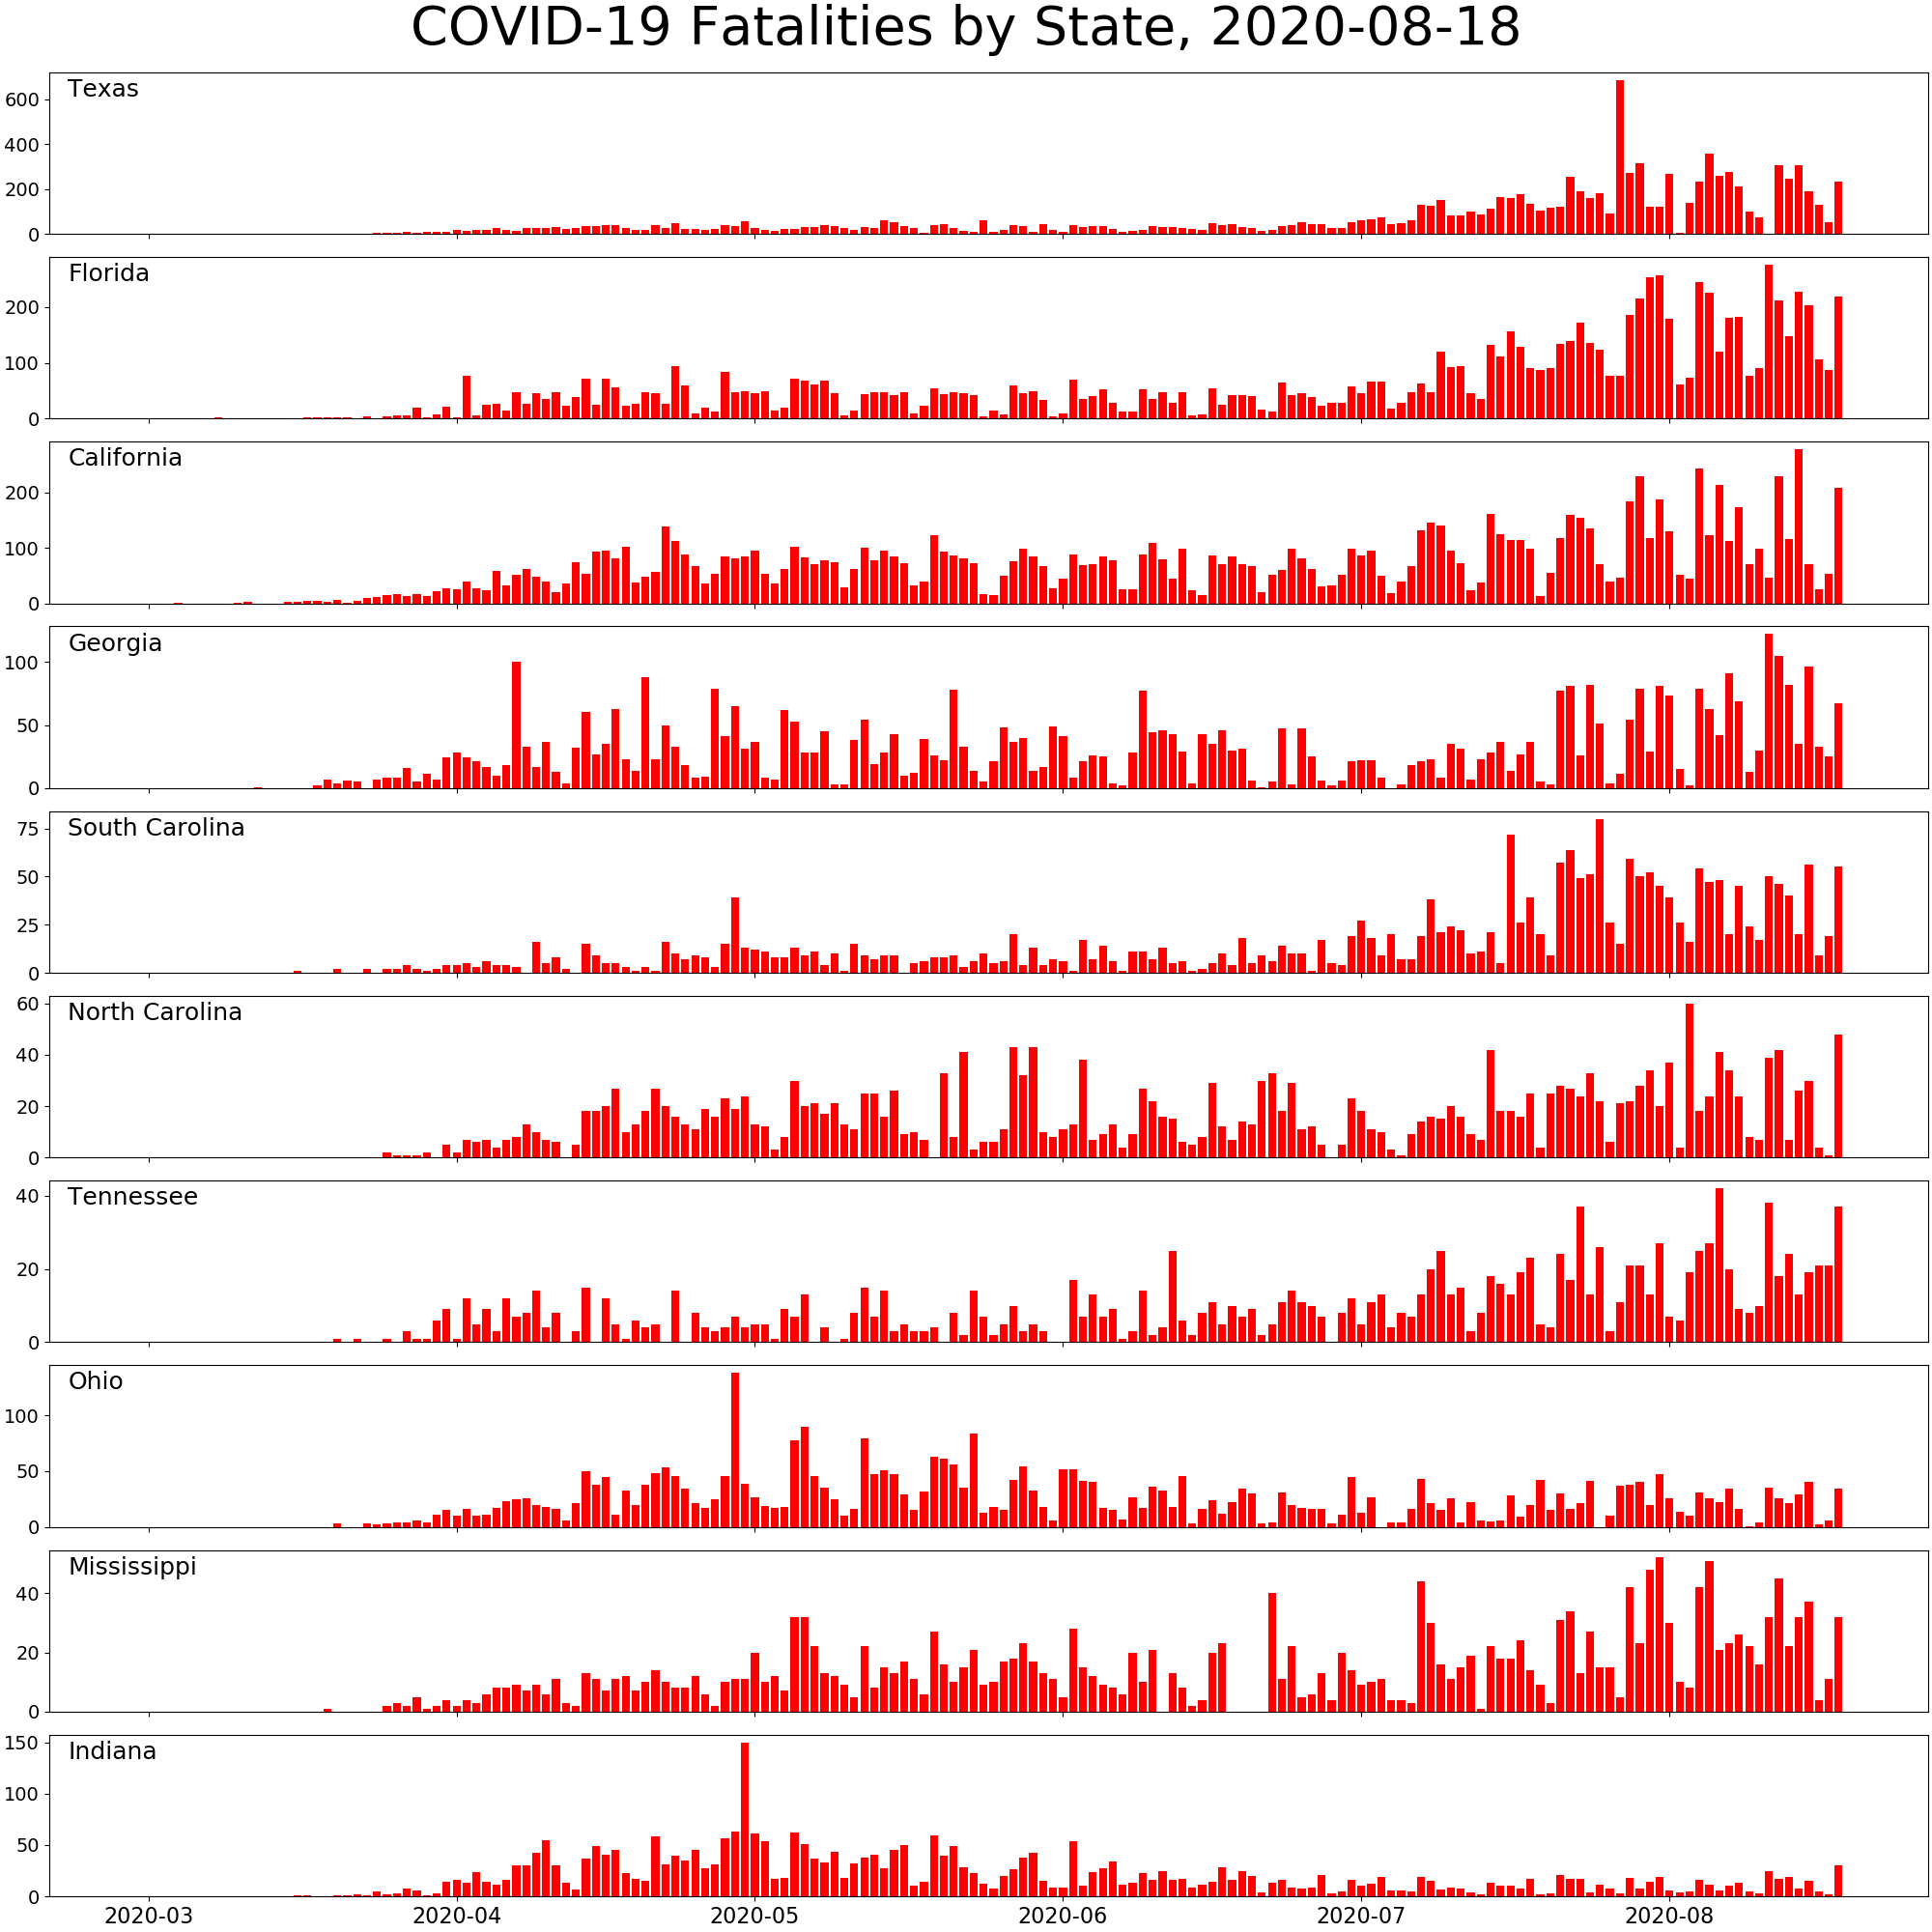 COVID-19 Fatalities by State, 2020-08-18
Texas
600
400
200
0
Florida
200
100
0
California
200
100
0
Georgia
100
50
0
South Carolina
75
50
25
0
North Carolina
60
40
20
0
Tennessee
40
20
0
Ohio
100
50
0
Mississippi
40
20
0
Indiana
150
100
50
0
2020-03 2020-04 2020-05 2020-06 2020-07 2020-08